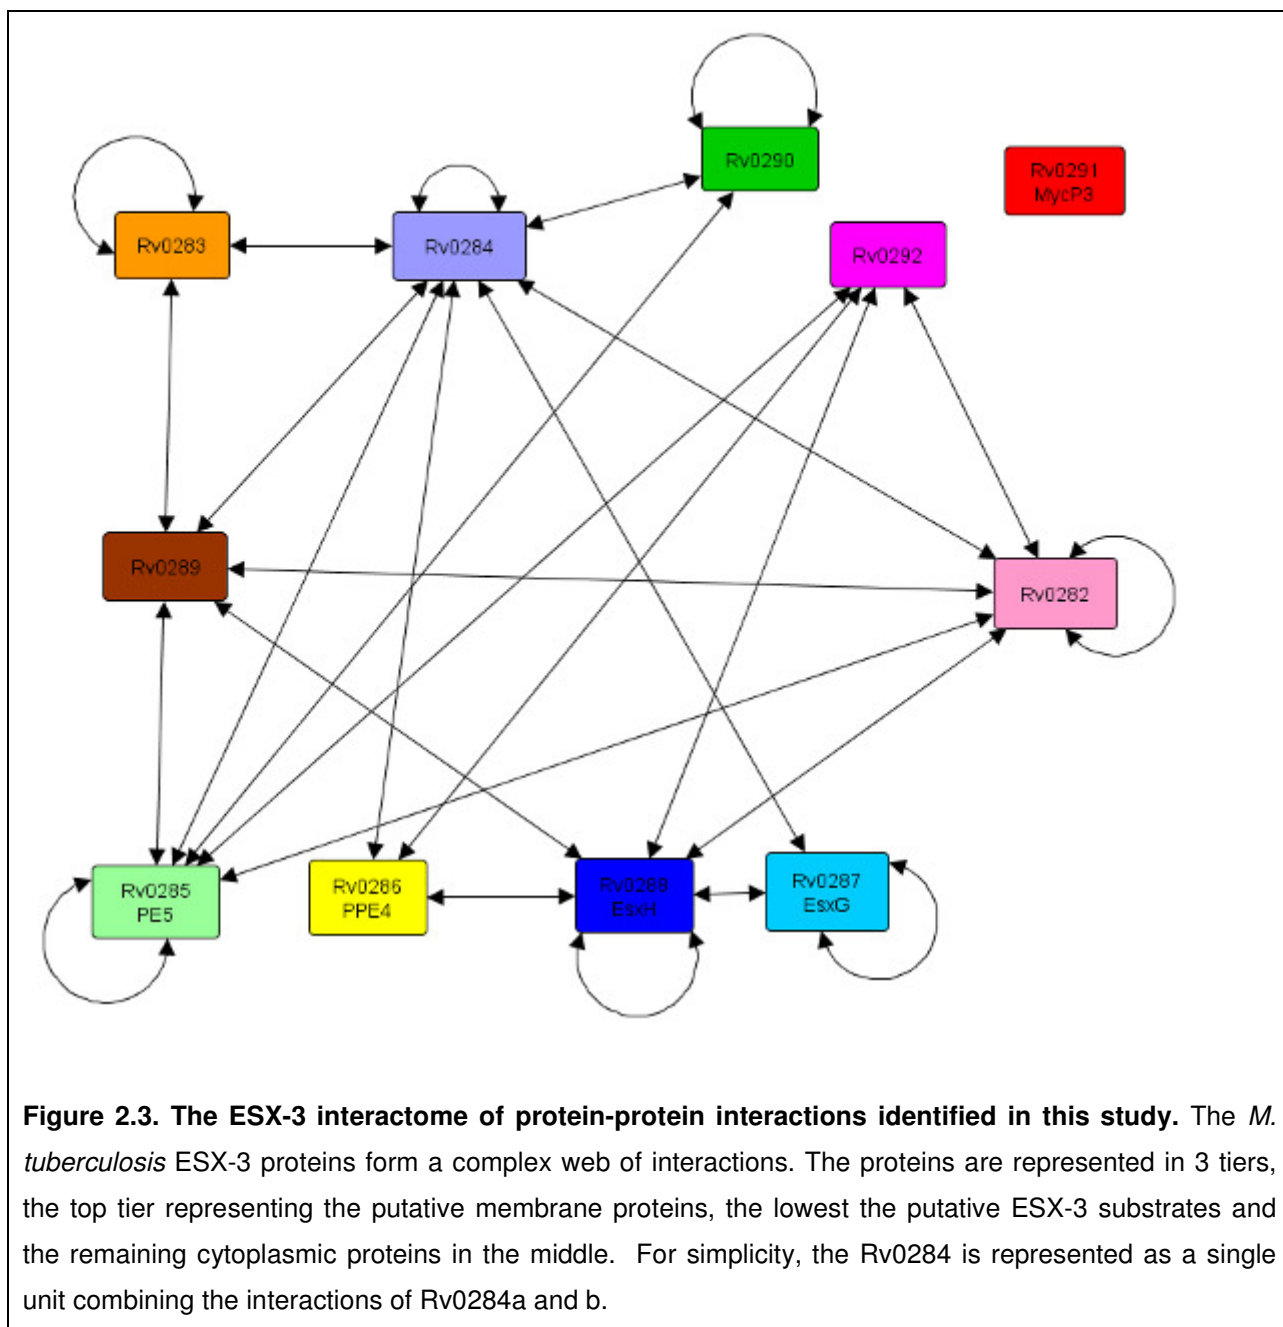 Rv0290
Rv0291
MycP3
Rv0283
Rv0284
Rv0292
Rv0289
Rv0282
Rv0285
PE5
Rv0286
PPE4
Rv0288
EsxH
Rv0287
EsxG
Figure 2.3. The ESX-3 interactome of protein-protein interactions identified in this study. The M.
tuberculosis ESX-3 proteins form a complex web of interactions. The proteins are represented in 3 tiers,
the top tier representing the putative membrane proteins, the lowest the putative ESX-3 substrates and
the remaining cytoplasmic proteins in the middle. For simplicity, the Rv0284 is represented as a single
unit combining the interactions of Rv0284a and b.